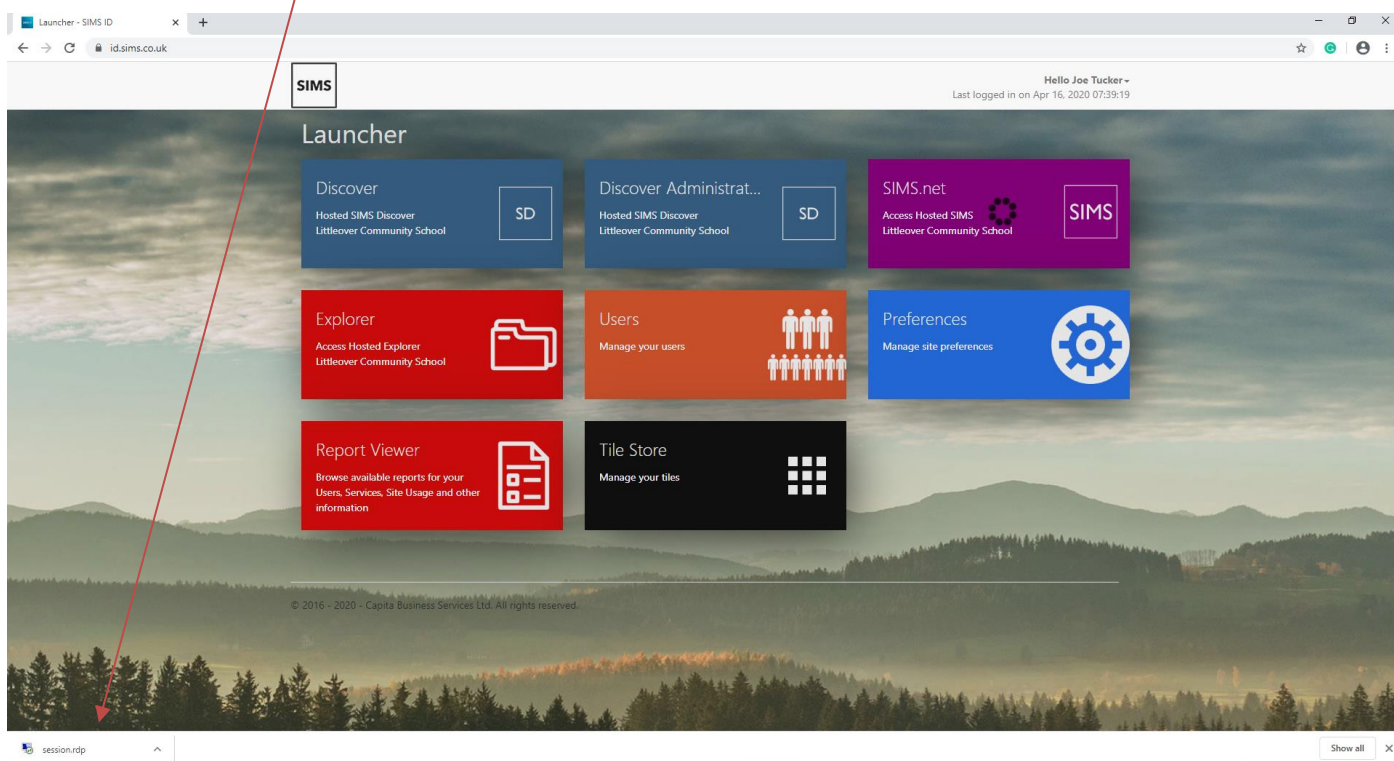 Launcher - SIMS ID
id.sims.co.uk
SIMS
Hello Joe Tucker
Last logged in on Apr 16, 2020 07:39:19
Launcher
Discover
Hosted SIMS Discover
Littleover Community School
SD
Discover Administrat...
Hosted SIMS Discover
Littleover Community School
SD
SIMS.net
Access Hosted SIMS
Littleover Community School
SIMS
Explorer
Access Hosted Explorer
Littleover Community School
Users
Manage your users
Preferences
Manage site preferences
Report Viewer
Browse available reports for your
Users, Services, Site Usage and other
information
Tile Store
Manage your tiles
© 2016 - 2020 - Capita Business Services Ltd. All rights reserved.
session.rdp
Show all